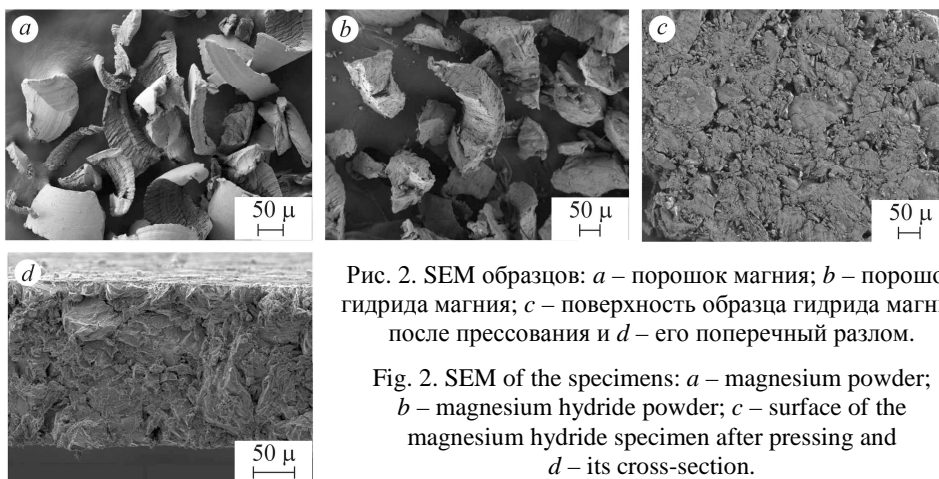 a
b
c
50 μ
50 μ
50 μ
d
50 μ
Рис. 2. SEM образцов: a – порошок магния; b – порошо
гидрида магния; c – поверхность образца гидрида магни
после прессования и d – его поперечный разлом.
Fig. 2. SEM of the specimens: a – magnesium powder;
b – magnesium hydride powder; c – surface of the
magnesium hydride specimen after pressing and
d – its cross-section.